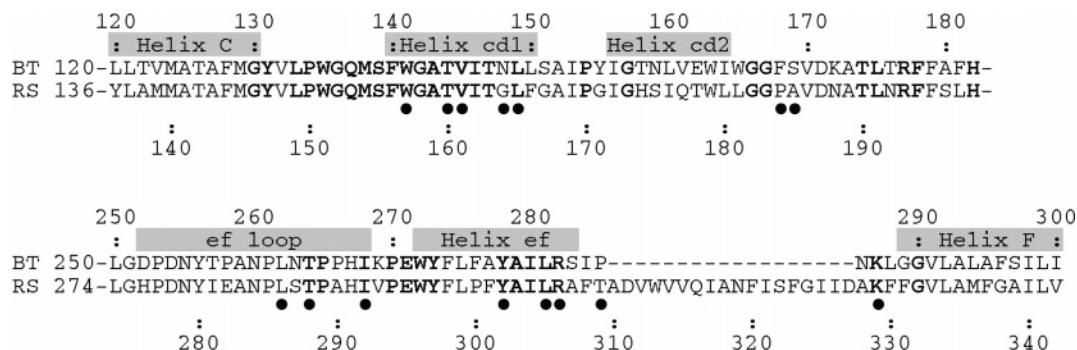 120 130 140 150 160 170 180
: Helix C : : Helix cd1 : Helix cd2 : :
BT 120-LLTVMATAFMGYVLPWGQMSFWGATVITNLLSAIPYIGTNLVEWIWGGFSVDKATLTRFFAFH-
RS 136-YLAMMATAFMGYVLPWGQMSFWGATVITGLFGAIPGIGHSIQTWLLGGPAVDNATLNRFFSLH-
: : : : : :
140 150 160 170 180 190
250 260 270 280 290 300
: ef loop : : Helix ef : : Helix F :
BT 250-LGDPDNYTPANPLNTPPHIKPEWYFLFAYAILRSIP------------------NKLGGVLALAFSILI
RS 274-LGHPDNYIEANPLSTPAHIVPEWYFLPFYAILRAFTADVWVVQIANFISFGIIDAKFFGVLAMFGAILV
: : : : : : :
280 290 300 310 320 330 340